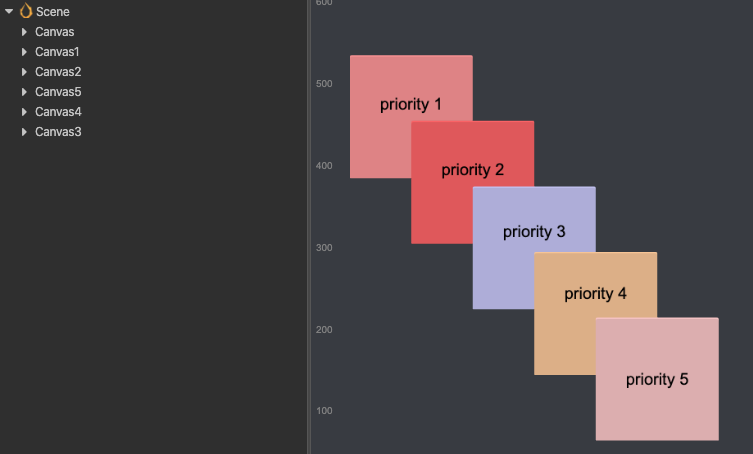 Scene
Canvas
Canvas1
Canvas2
Canvas5
Canvas4
Canvas3
600
500
400
300
200
100
priority 1
priority 2
priority 3
priority 4
priority 5